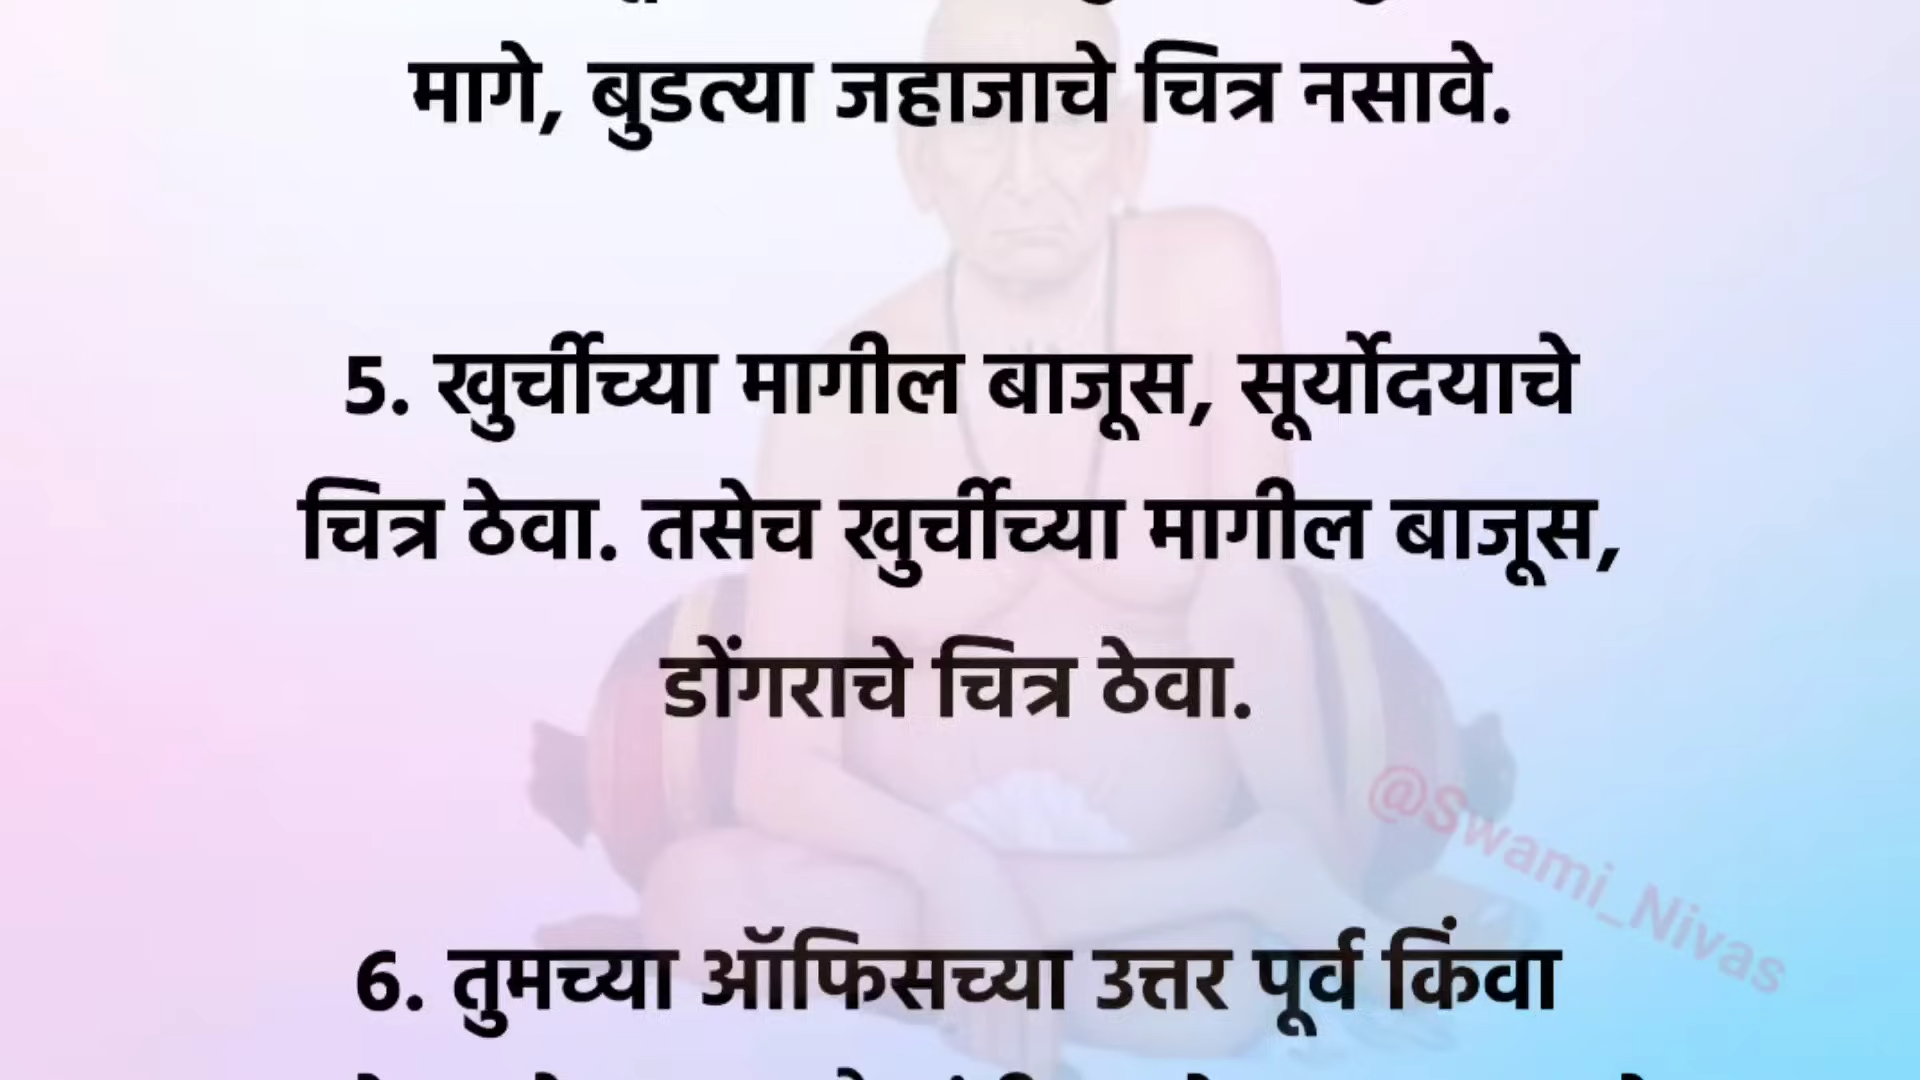 मागे, बुडत्या जहाजाचे चित्र नसावे.
5. खुर्चीच्या मागील बाजूस, सूर्योदयाचे
चित्र ठेवा. तसेच खुर्चीच्या मागील बाजूस,
डोंगराचे चित्र ठेवा.
@Swami_Nivas
6. तुमच्या ऑफिसच्या उत्तर पूर्व किंवा